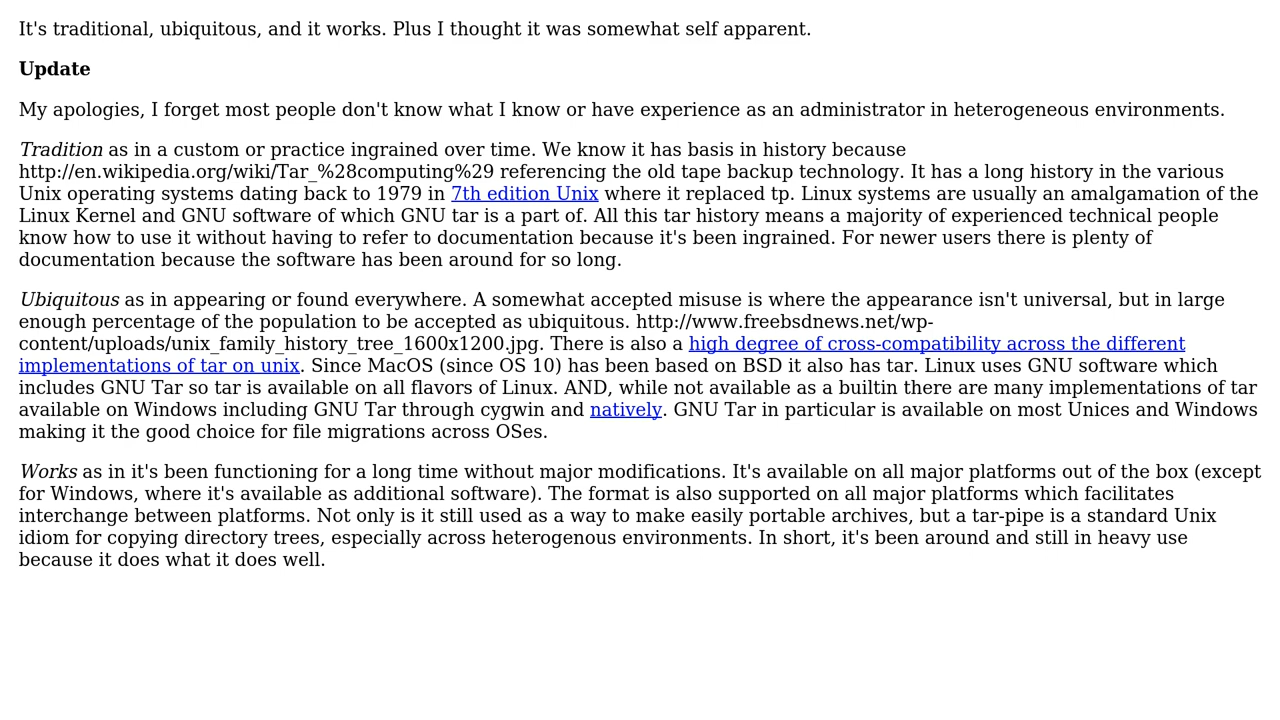 It's traditional, ubiquitous, and it works. Plus I thought it was somewhat self apparent.
Update
My apologies, I forget most people don't know what I know or have experience as an administrator in heterogeneous environments.
Tradition as in a custom or practice ingrained over time. We know it has basis in history because
http://en.wikipedia.org/wiki/Tar_%28computing%29 referencing the old tape backup technology. It has a long history in the various
Unix operating systems dating back to 1979 in 7th edition Unix where it replaced tp. Linux systems are usually an amalgamation of the
Linux Kernel and GNU software of which GNU tar is a part of. All this tar history means a majority of experienced technical people
know how to use it without having to refer to documentation because it's been ingrained. For newer users there is plenty of
documentation because the software has been around for so long.
Ubiquitous as in appearing or found everywhere. A somewhat accepted misuse is where the appearance isn't universal, but in large
enough percentage of the population to be accepted as ubiquitous. http://www.freebsdnews.net/wp-
content/uploads/unix_family_history_tree_1600x1200.jpg. There is also a high degree of cross-compatibility across the different
implementations of tar on unix. Since MacOS (since OS 10) has been based on BSD it also has tar. Linux uses GNU software which
includes GNU Tar so tar is available on all flavors of Linux. AND, while not available as a builtin there are many implementations of tar
available on Windows including GNU Tar through cygwin and natively. GNU Tar in particular is available on most Unices and Windows
making it the good choice for file migrations across OSes.
Works as in it's been functioning for a long time without major modifications. It's available on all major platforms out of the box (except
for Windows, where it's available as additional software). The format is also supported on all major platforms which facilitates
interchange between platforms. Not only is it still used as a way to make easily portable archives, but a tar-pipe is a standard Unix
idiom for copying directory trees, especially across heterogenous environments. In short, it's been around and still in heavy use
because it does what it does well.